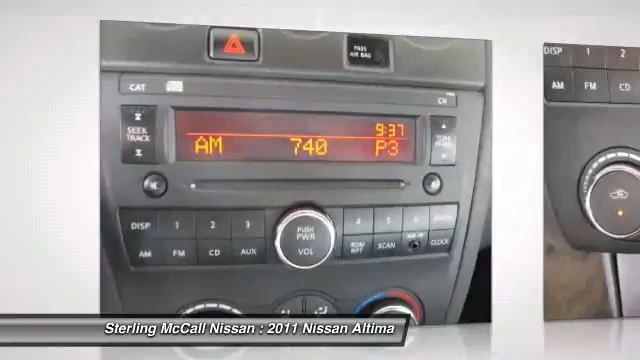 PASS
AIR BAG
CAT
CH
SEEK
TRACK
9:37
AM 740 P3
DISP 1 2 3
PUSH
PWR
VOL
4 5 6
AM FM CD AUX
RDM
RPT
SCAN
AUX IN
CLOCK
DISP 1 2
AM FM CD
Sterling McCall Nissan : 2011 Nissan Altima